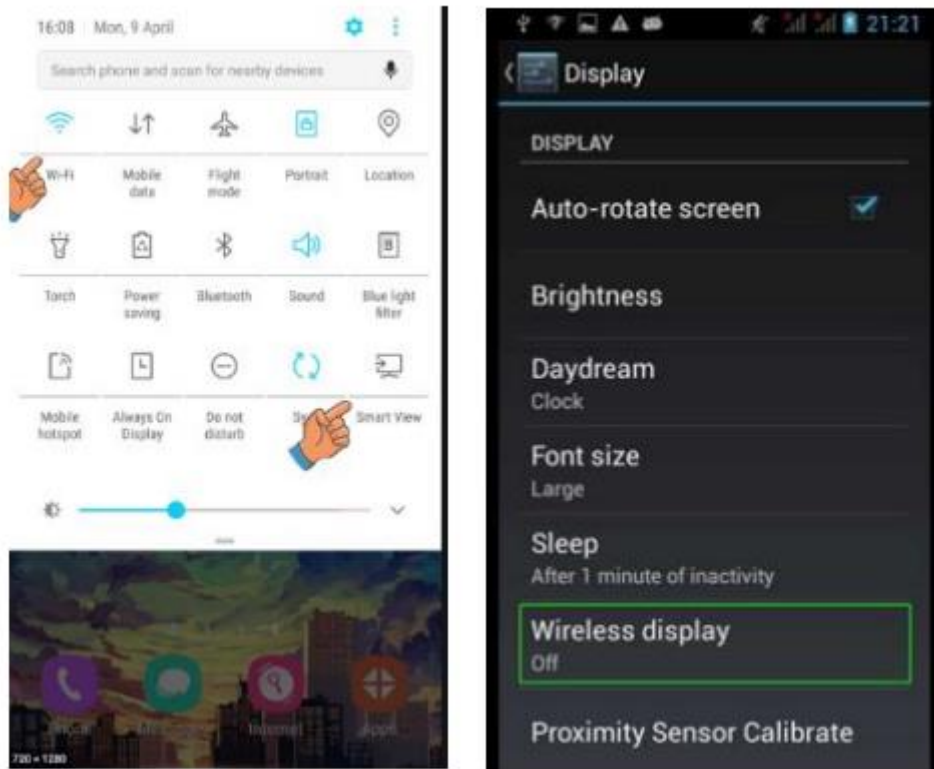 16:08 Mon, 9 April
Search phone and scan for nearby devices
Wi-Fi
Mobile data
Flight mode
Portrait
Location
Torch
Power saving
Bluetooth
Sound
Blue light filter
Mobile hotspot
Always On Display
Do not disturb
Smart View
Phone
Internet
Apps
720 × 1280
21:21
Display
DISPLAY
Auto-rotate screen
Brightness
Daydream
Clock
Font size
Large
Sleep
After 1 minute of inactivity
Wireless display
Off
Proximity Sensor Calibrate